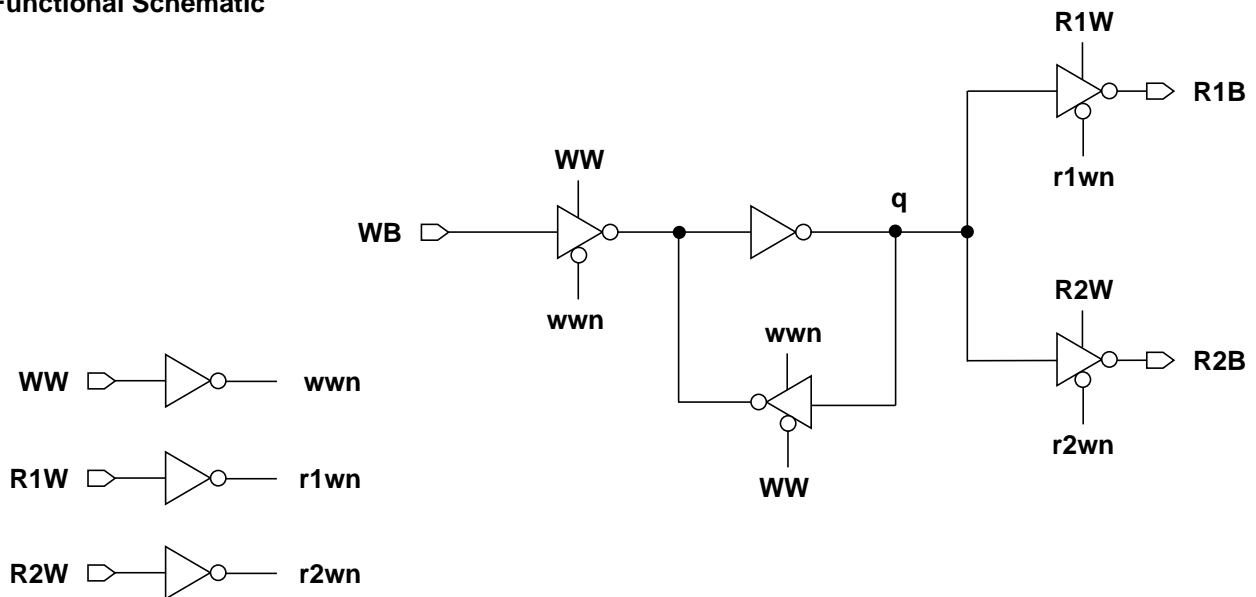 Functional Schematic
R1W
R1B
r1wn
WW
q
WB
wwn
R2W
wwn
R2B
WW
wwn
r2wn
R1W
r1wn
WW
R2W
r2wn